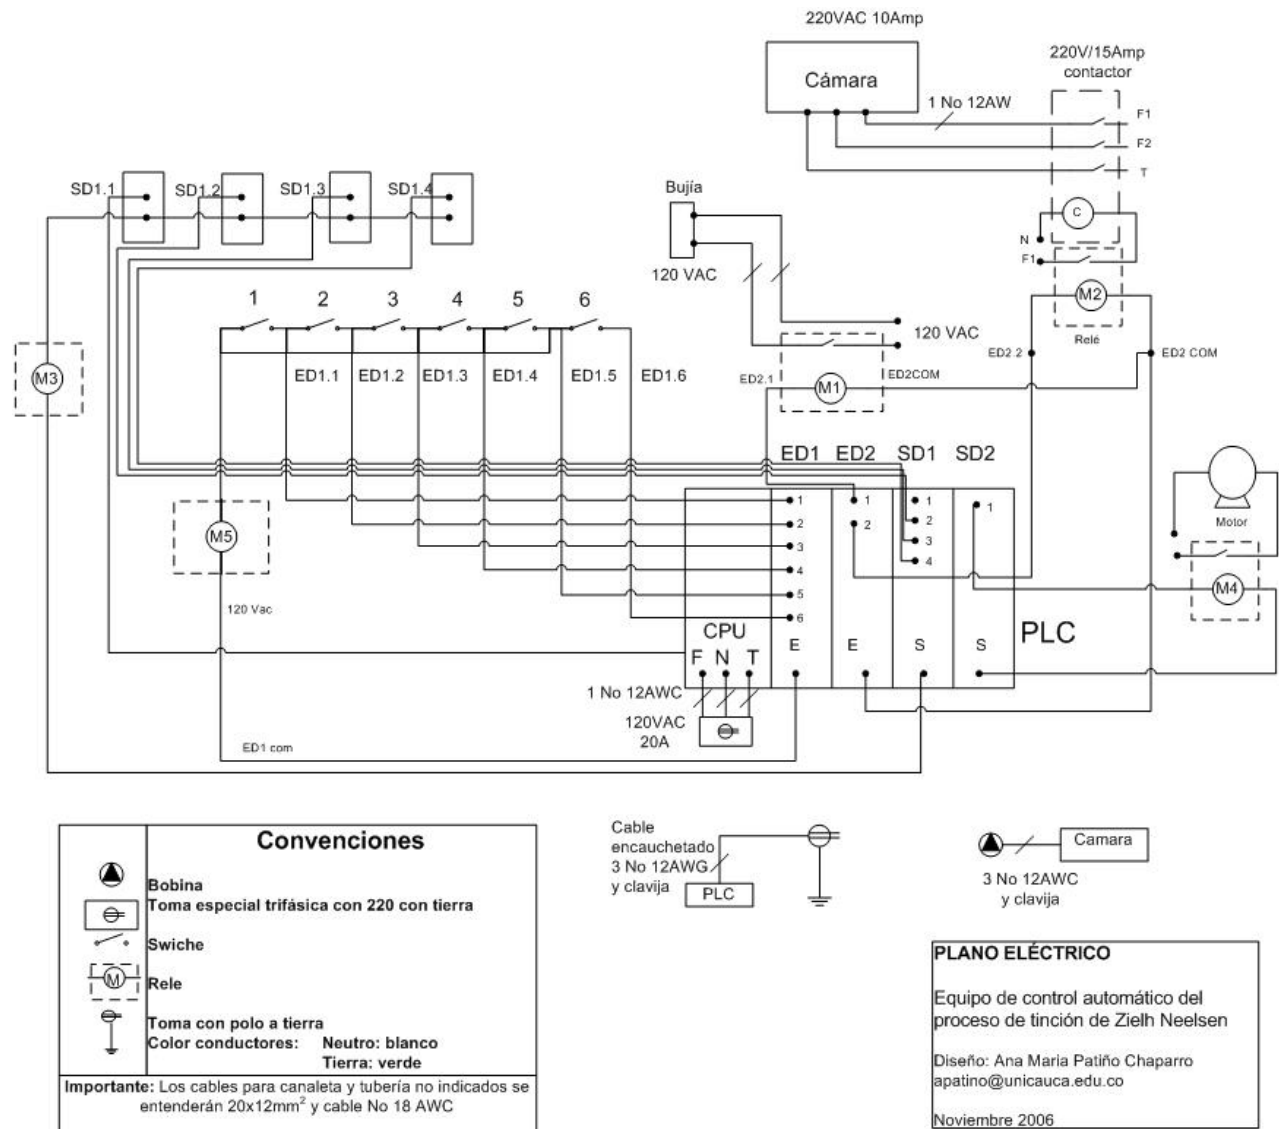 220VAC 10Amp
220V/15Amp
contactor
Cámara
1 No 12AW
F1
F2
T
SD1.1
SD1.2
SD1.3
SD1.4
Bujía
C
N
F1
120 VAC
M2
Relé
1
2
3
4
5
6
120 VAC
ED2.2
ED2 COM
M3
ED1.1
ED1.2
ED1.3
ED1.4
ED1.5
ED1.6
ED2.1
M1
ED2COM
ED1
ED2
SD1
SD2
1
2
3
4
5
6
1
2
1
2
3
4
1
Motor
M5
M4
120 Vac
CPU
F N T
E
E
S
S
PLC
1 No 12AWC
120VAC
20A
ED1 com
Convenciones
Bobina
Toma especial trifásica con 220 con tierra
Swiche
M
Rele
Toma con polo a tierra
Color conductores: Neutro: blanco
Tierra: verde
Importante: Los cables para canaleta y tubería no indicados se
entenderán 20x12mm² y cable No 18 AWC
Cable
encauchetado
3 No 12AWG
y clavija
PLC
Camara
3 No 12AWC
y clavija
PLANO ELÉCTRICO
Equipo de control automático del
proceso de tinción de Zielh Neelsen
Diseño: Ana Maria Patiño Chaparro
apatino@unicauca.edu.co
Noviembre 2006